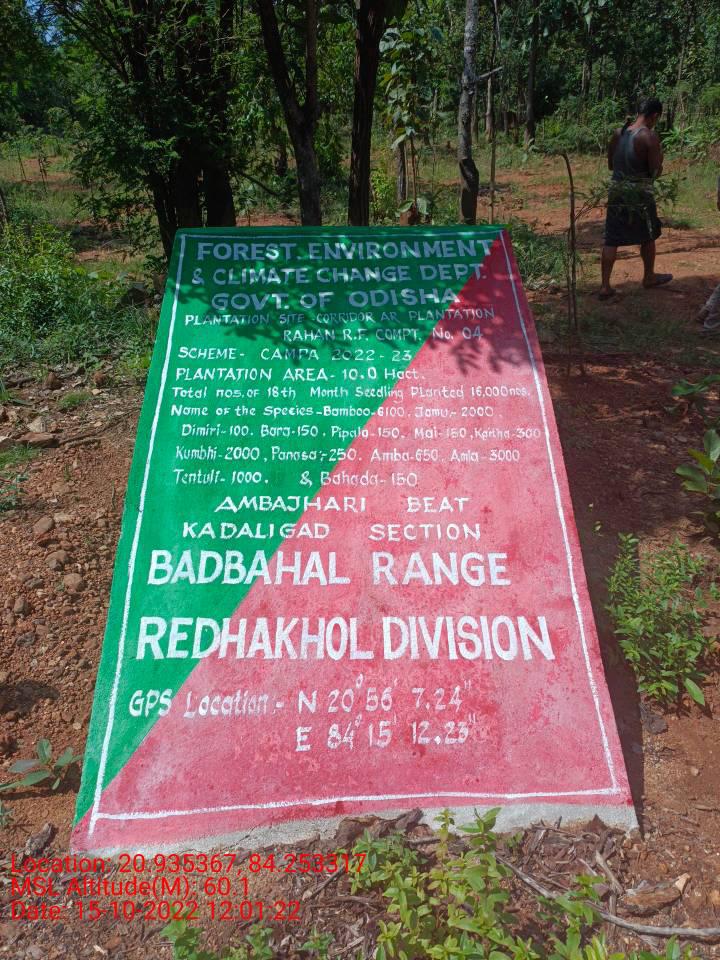 FOREST. ENVIRONMENT
& CLIMATE CHANGE DEPT.
GOVT. OF ODISHA
PLANTATION SITE-CORRIDOR AR PLANTATION
RAHAN R.F. COMPT. No. 04
SCHEME- CAMPA 2022-23
PLANTATION AREA- 10.0 Hact.
Total nos. of 18th Month Seedling Planted 16,000nos.
Name of the Species-Bamboo-6100. Jamu- 2000.
Dimiri-100. Bara-150. Pipala-150. Mai-150, Kaitha-300
Kumbhi-2000, Panasa-250. Amba-650, Amla-3000
Tentuli- 1000. & Bahada-150
AMBAJHARI BEAT
KADALIGAD SECTION
BADBAHAL RANGE
REDHAKHOL DIVISION
GPS Location:- N 20° 56' 7.24"
E 84° 15' 12.23"
Location: 20.935367, 84.253317
MSL Altitude(M): 60.1
Date: 15-10-2022 12:01:22